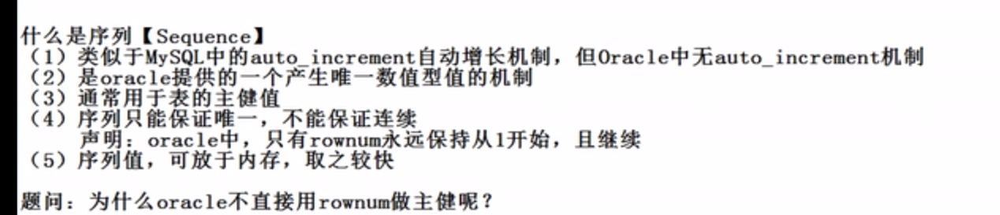 什么是序列【Sequence】
（1）类似于MySQL中的auto_increment自动增长机制，但Oracle中无auto_increment机制
（2）是oracle提供的一个产生唯一数值型值的机制
（3）通常用于表的主健值
（4）序列只能保证唯一，不能保证连续
声明：oracle中，只有rownum永远保持从1开始，且继续
（5）序列值，可放于内存，取之较快
题问：为什么oracle不直接用rownum做主健呢？